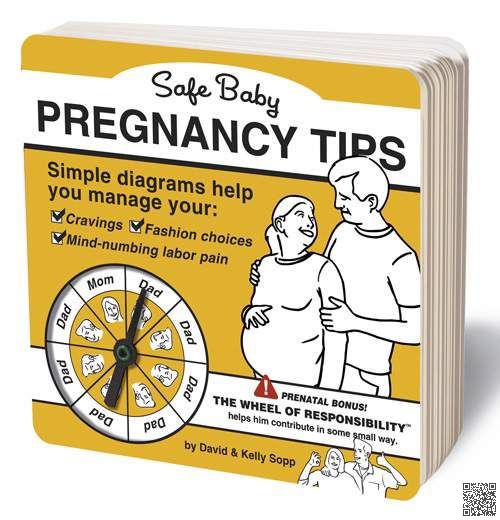 Safe Baby
PREGNANCY TIPS
Simple diagrams help
you manage your:
Cravings
Fashion choices
Mind-numbing labor pain
Mom
Dad
Dad
Dad
Dad
Dad
Dad
Dad
PRENATAL BONUS!
THE WHEEL OF RESPONSIBILITY™
helps him contribute in some small way.
by David & Kelly Sopp